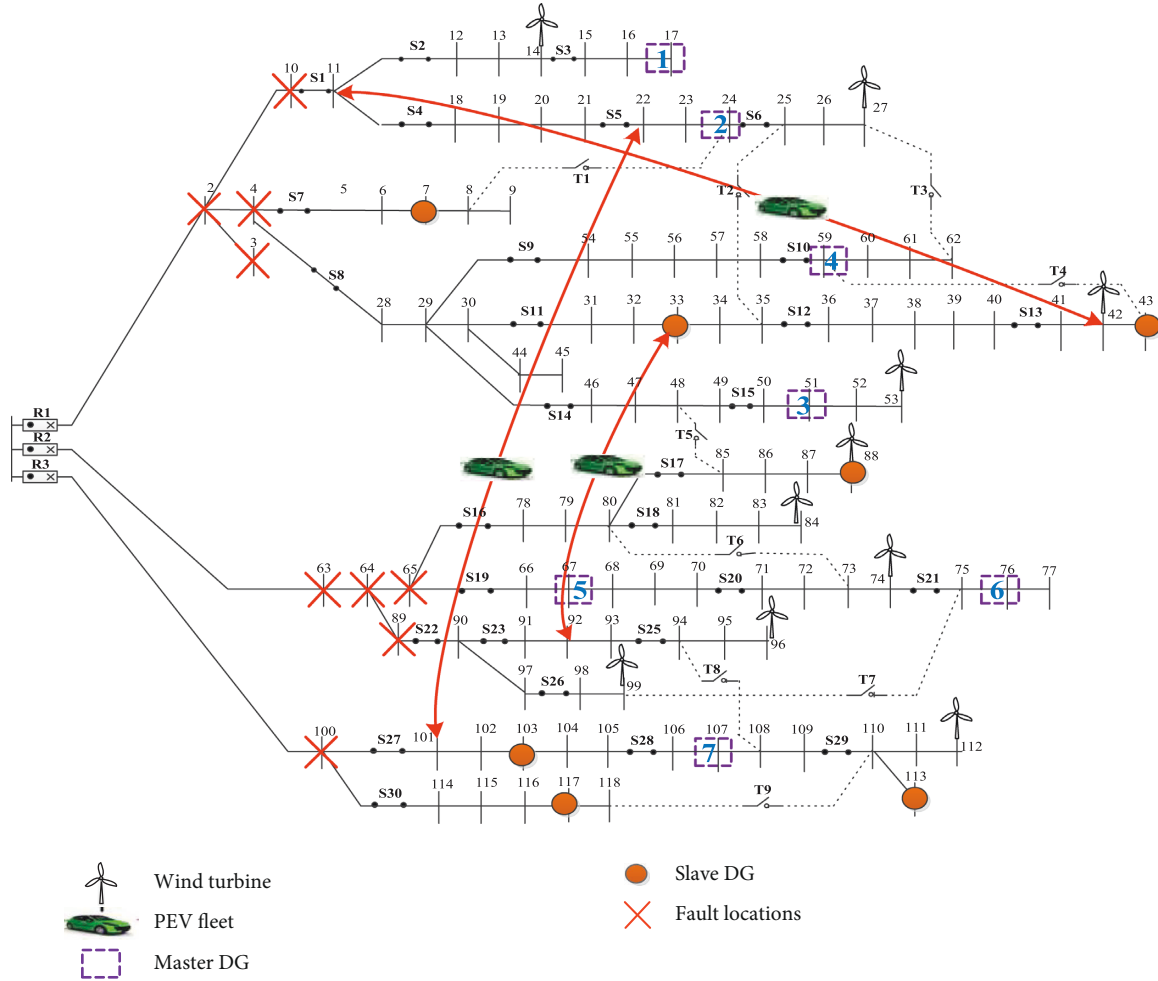 12 13 14 15 16 17
S2 S3 1
10 S1 11
S4 18 19 20 21 S5 22 23 24 S6 25 26 27
2
T1 T2 T3
2 4 S7 5 6 7 8 9
3
S8
S9 54 55 56 57 58 S10 59 60 61 62
4
T4
28 29 30 S11 31 32 33 34 35 S12 36 37 38 39 40 S13 41 42 43
44 45
S14 46 47 48 49 S15 50 51 52 53
3
R1
R2
R3
T5
S17 85 86 87 88
S16 78 79 80 S18 81 82 83 84
T6
63 64 65 S19 66 67 68 69 70 S20 71 72 73 74 S21 75 76 77
5 6
89 S22 90 S23 91 92 93 S25 94 95 96
97 S26 98 99
T8 T7
100 S27 101 102 103 104 105 S28 106 107 108 109 S29 110 111 112
7
S30 114 115 116 117 118 T9 113
Wind turbine
PEV fleet
Master DG
Slave DG
Fault locations